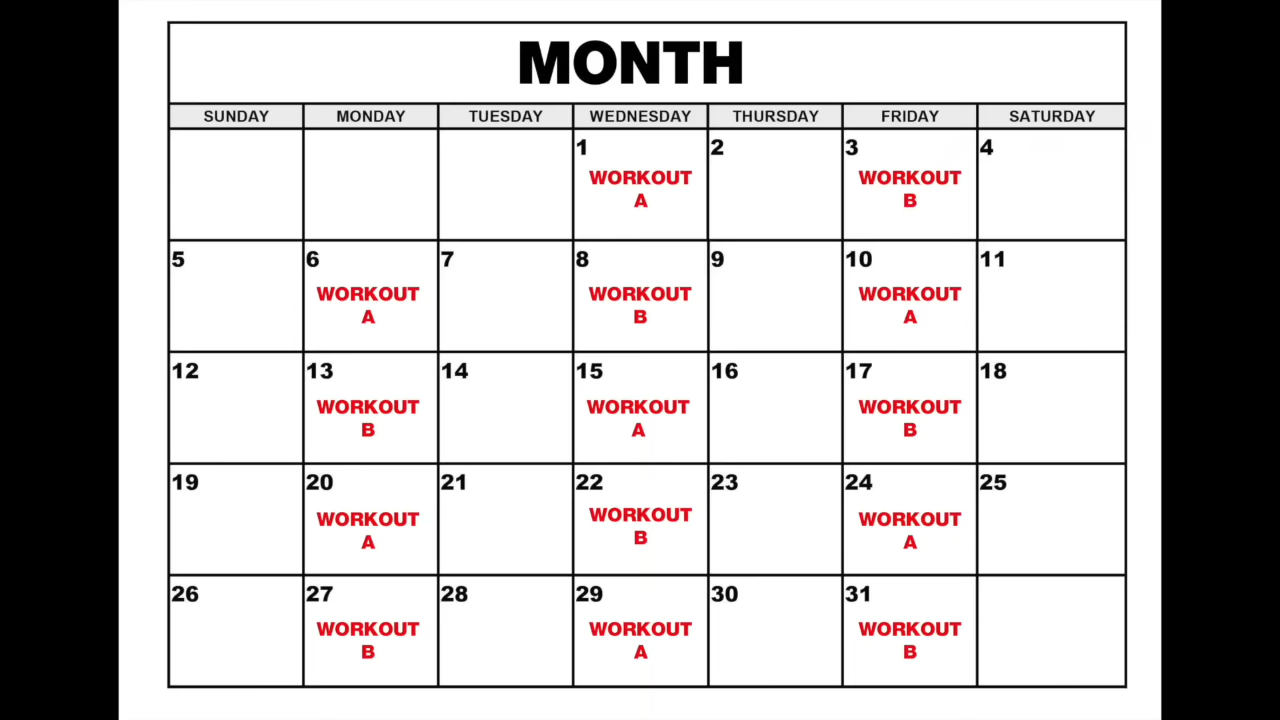 MONTH
SUNDAY MONDAY TUESDAY WEDNESDAY THURSDAY FRIDAY SATURDAY
1 2 3 4
WORKOUT WORKOUT
A B
5 6 7 8 9 10 11
WORKOUT WORKOUT WORKOUT
A B A
12 13 14 15 16 17 18
WORKOUT WORKOUT WORKOUT
B A B
19 20 21 22 23 24 25
WORKOUT WORKOUT WORKOUT
A B A
26 27 28 29 30 31
WORKOUT WORKOUT WORKOUT
B A B